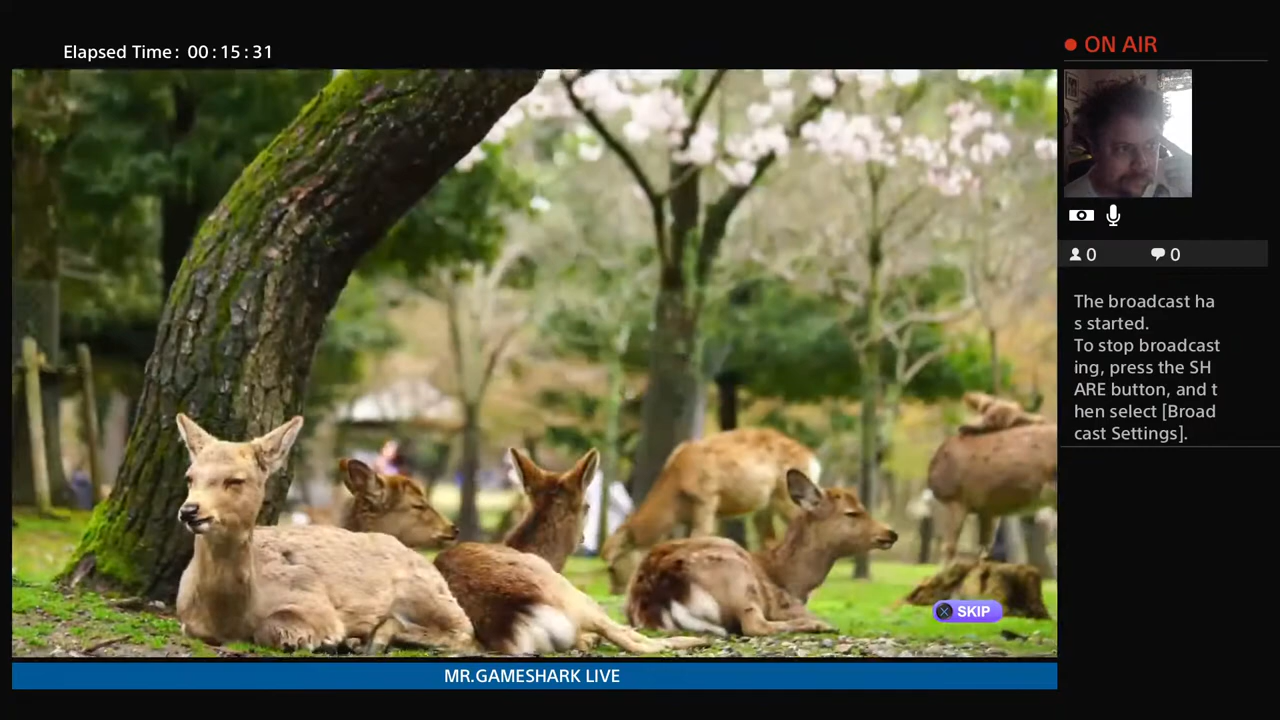 Elapsed Time: 00:15:31
ON AIR
0
0
The broadcast ha
s started.
To stop broadcast
ing, press the SH
ARE button, and t
hen select [Broad
cast Settings].
SKIP
MR.GAMESHARK LIVE